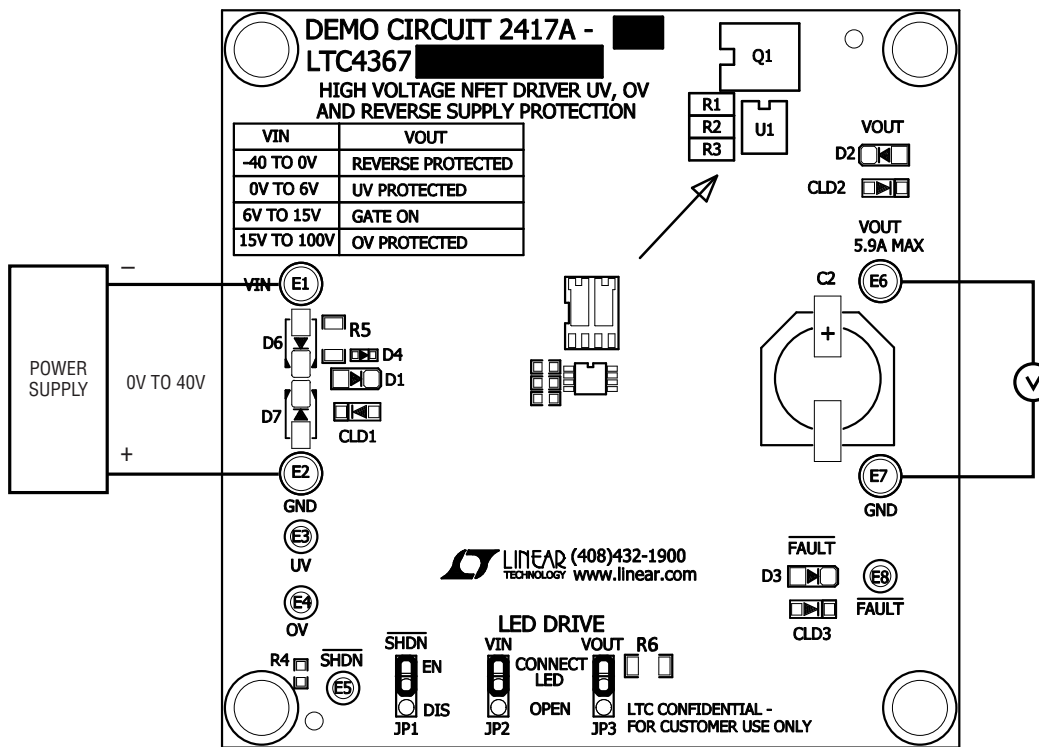 DEMO CIRCUIT 2417A -
LTC4367
HIGH VOLTAGE NFET DRIVER UV, OV
AND REVERSE SUPPLY PROTECTION
VIN VOUT
-40 TO 0V REVERSE PROTECTED
0V TO 6V UV PROTECTED
6V TO 15V GATE ON
15V TO 100V OV PROTECTED
Q1
R1
R2
R3
U1
VOUT
D2
CLD2
VOUT
5.9A MAX
E6
C2
+
V
E7
GND
POWER
SUPPLY
0V TO 40V
−
+
VIN
E1
R5
D6
D4
D1
D7
CLD1
E2
GND
E3
UV
E4
OV
R4
SHDN
E5
LINEAR
TECHNOLOGY
(408)432-1900
www.linear.com
FAULT
D3
E8
FAULT
CLD3
LED DRIVE
SHDN
EN
DIS
JP1
VIN
CONNECT
LED
OPEN
JP2
VOUT
JP3
R6
LTC CONFIDENTIAL -
FOR CUSTOMER USE ONLY